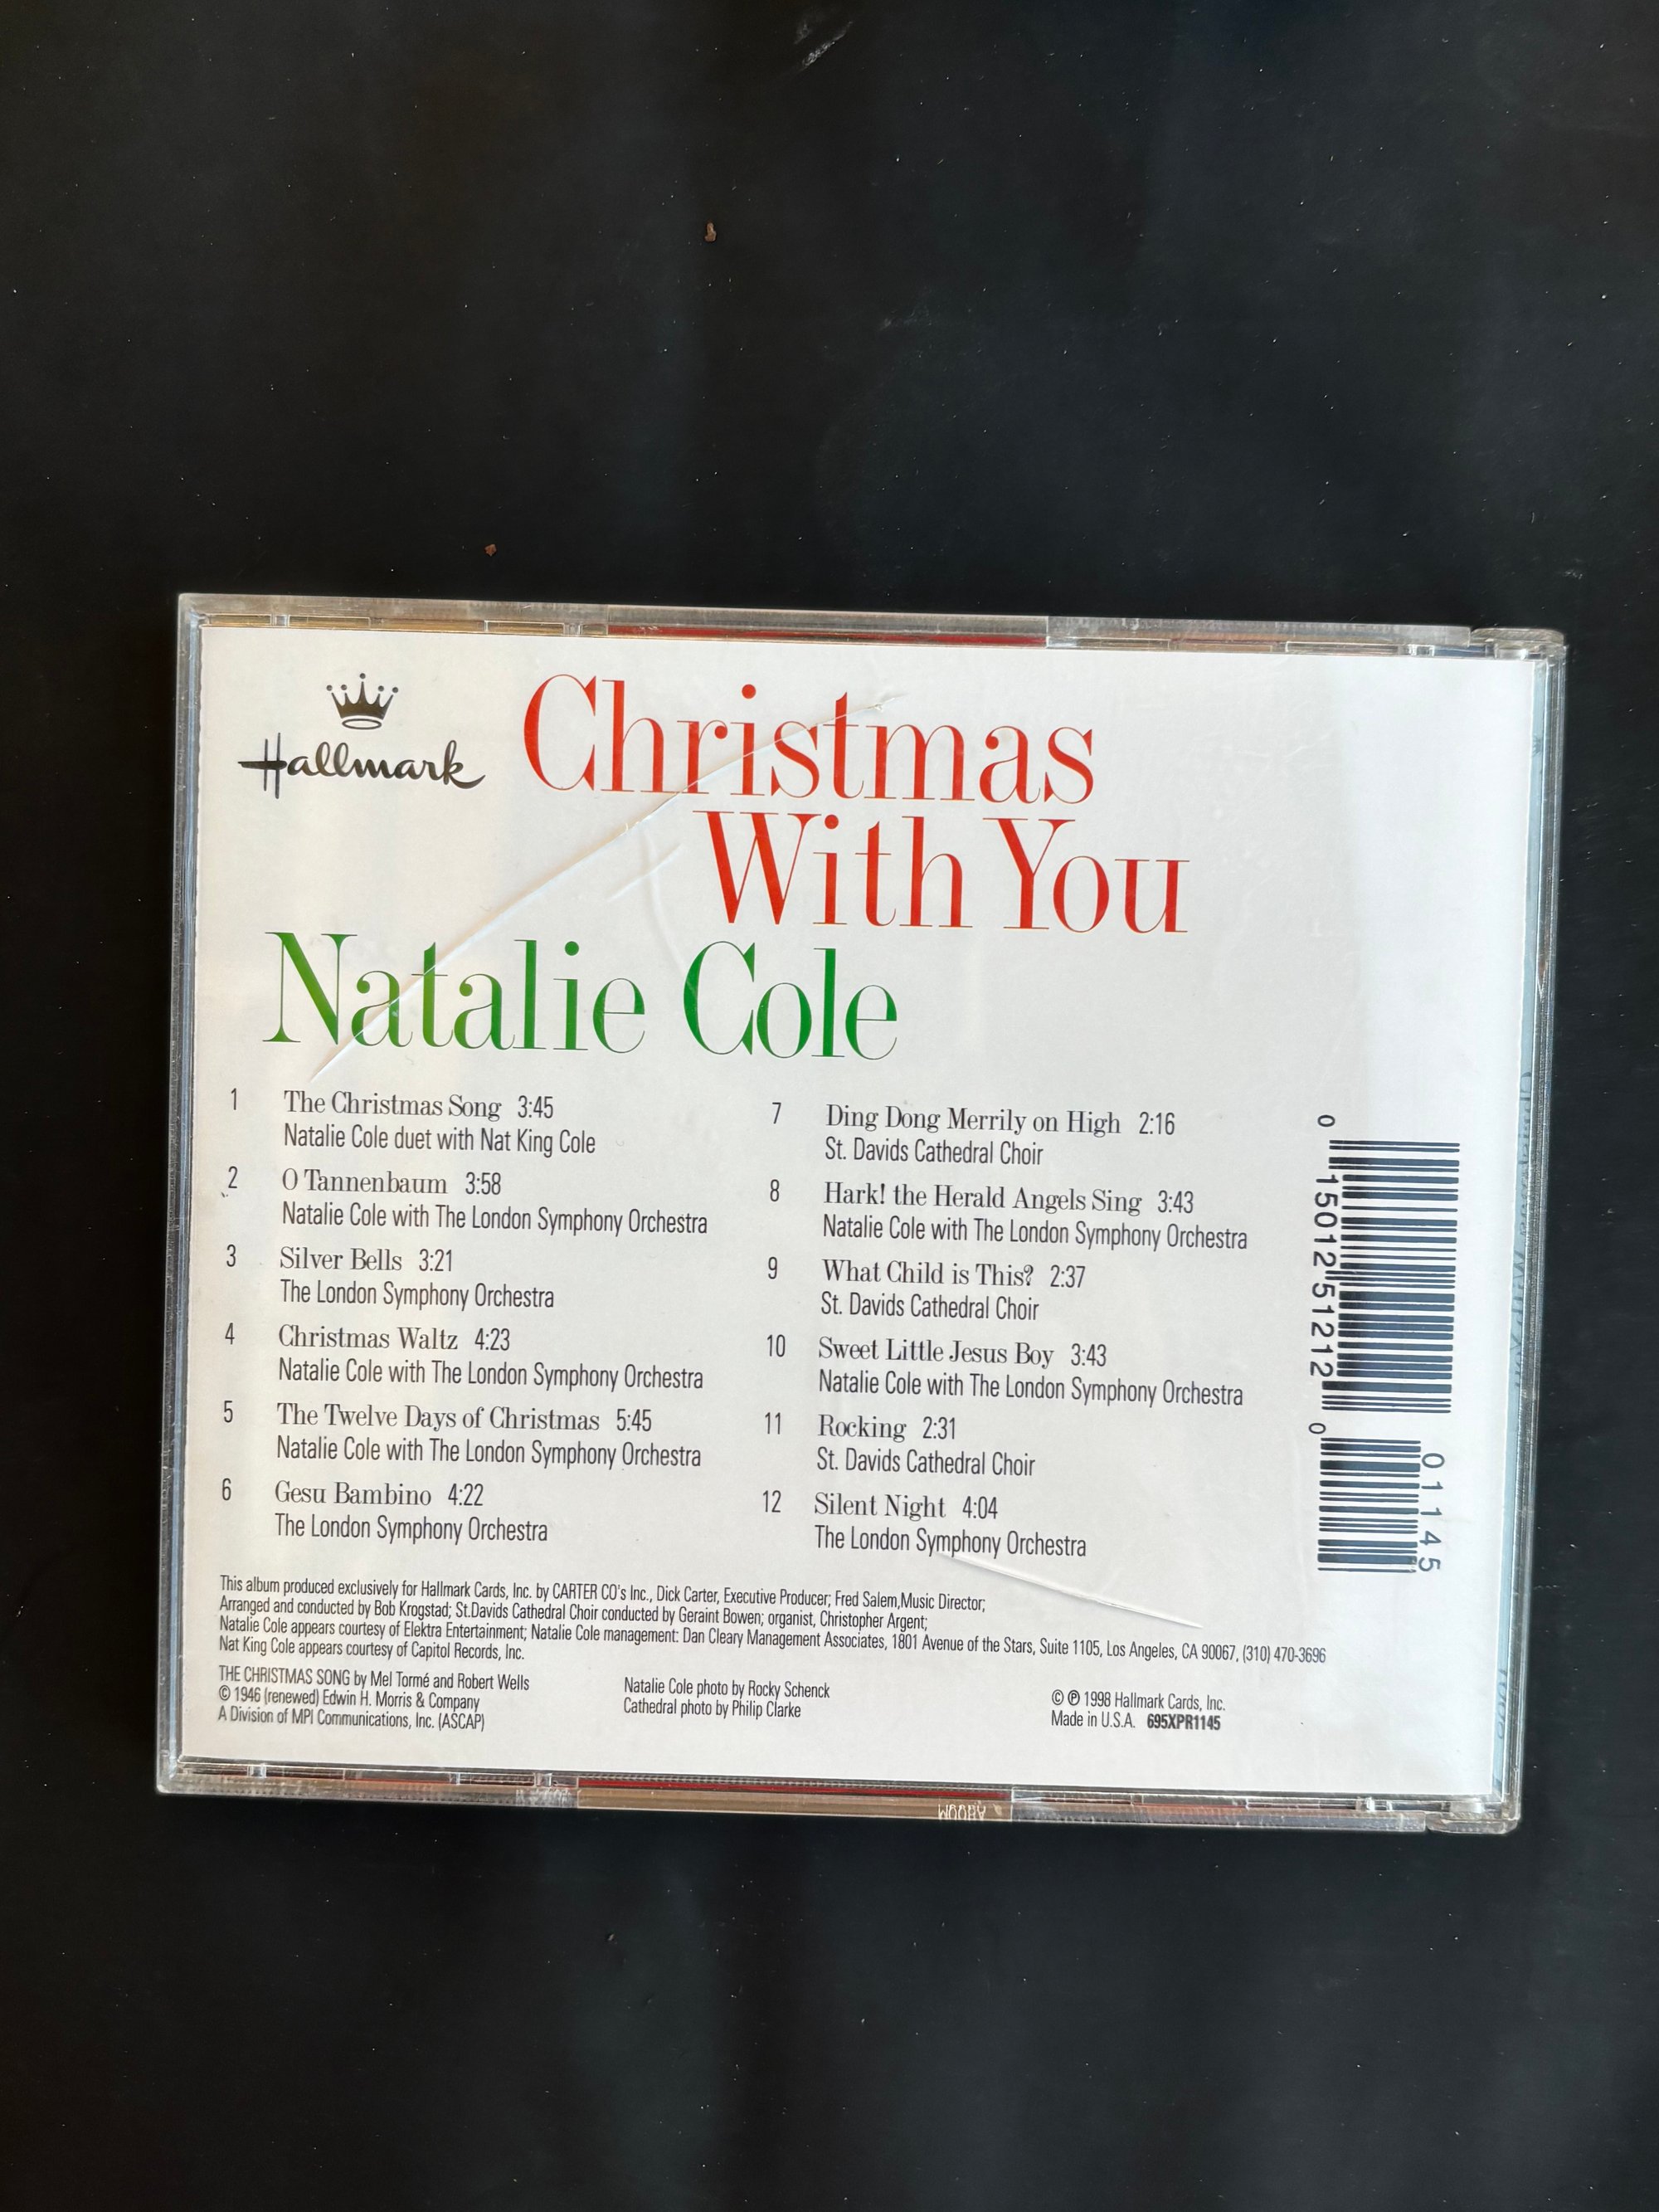 Hallmark
Christmas
With You
Natalie Cole
1 The Christmas Song 3:45
Natalie Cole duet with Nat King Cole
2 O Tannenbaum 3:58
Natalie Cole with The London Symphony Orchestra
3 Silver Bells 3:21
The London Symphony Orchestra
4 Christmas Waltz 4:23
Natalie Cole with The London Symphony Orchestra
5 The Twelve Days of Christmas 5:45
Natalie Cole with The London Symphony Orchestra
6 Gesu Bambino 4:22
The London Symphony Orchestra
7 Ding Dong Merrily on High 2:16
St. Davids Cathedral Choir
8 Hark! the Herald Angels Sing 3:43
Natalie Cole with The London Symphony Orchestra
9 What Child is This? 2:37
St. Davids Cathedral Choir
10 Sweet Little Jesus Boy 3:43
Natalie Cole with The London Symphony Orchestra
11 Rocking 2:31
St. Davids Cathedral Choir
12 Silent Night 4:04
The London Symphony Orchestra
0 15012 51212 0
01145
This album produced exclusively for Hallmark Cards, Inc. by CARTER CO's Inc., Dick Carter, Executive Producer; Fred Salem,Music Director;
Arranged and conducted by Bob Krogstad; St.Davids Cathedral Choir conducted by Geraint Bowen; organist, Christopher Argent;
Natalie Cole appears courtesy of Elektra Entertainment; Natalie Cole management: Dan Cleary Management Associates, 1801 Avenue of the Stars, Suite 1105, Los Angeles, CA 90067, (310) 470-3696
Nat King Cole appears courtesy of Capitol Records, Inc.
THE CHRISTMAS SONG by Mel Tormé and Robert Wells
© 1946 (renewed) Edwin H. Morris & Company
A Division of MPI Communications, Inc. (ASCAP)
Natalie Cole photo by Rocky Schenck
Cathedral photo by Philip Clarke
© ℗ 1998 Hallmark Cards, Inc.
Made in U.S.A. 695XPR1145